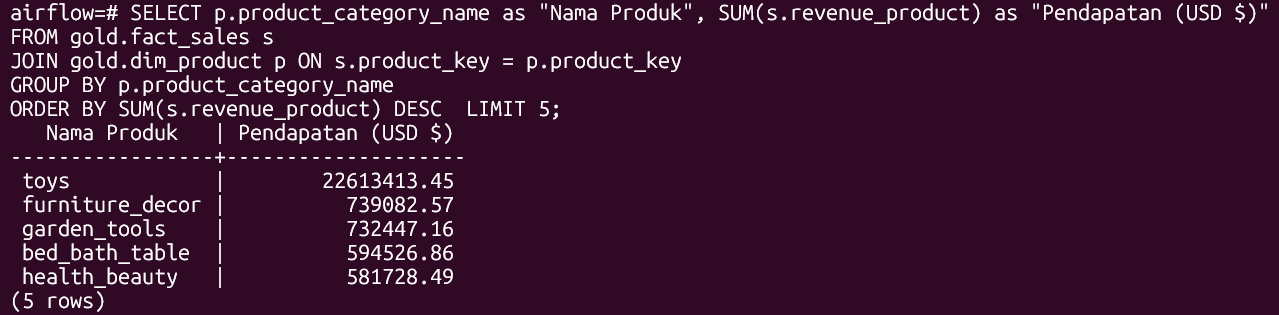 airflow=# SELECT p.product_category_name as "Nama Produk", SUM(s.revenue_product) as "Pendapatan (USD $)"
FROM gold.fact_sales s
JOIN gold.dim_product p ON s.product_key = p.product_key
GROUP BY p.product_category_name
ORDER BY SUM(s.revenue_product) DESC  LIMIT 5;
   Nama Produk   | Pendapatan (USD $)
-----------------+---------------------
 toys            |        22613413.45
 furniture_decor |          739082.57
 garden_tools    |          732447.16
 bed_bath_table  |          594526.86
 health_beauty   |          581728.49
(5 rows)